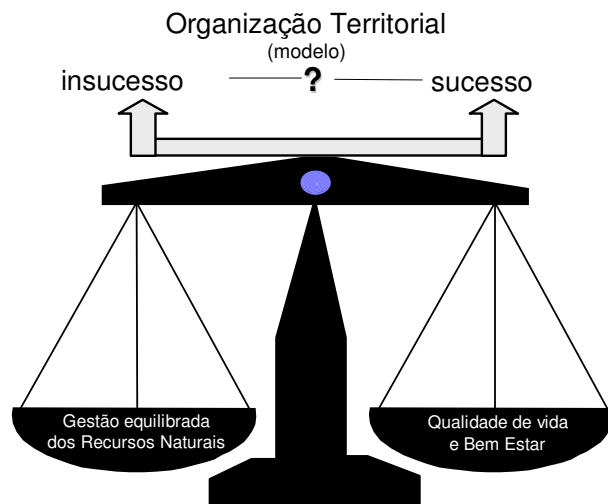 Organização Territorial
(modelo)
insucesso ? sucesso
Gestão equilibrada
dos Recursos Naturais
Qualidade de vida
e Bem Estar